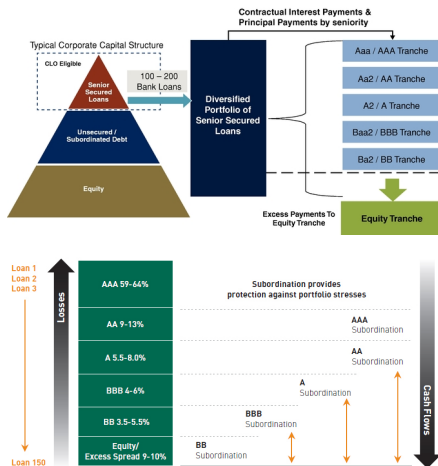 Contractual Interest Payments &
Principal Payments by seniority
Typical Corporate Capital Structure
CLO Eligible
Senior
Secured
Loans
Unsecured /
Subordinated Debt
Equity
100 – 200
Bank Loans
Diversified
Portfolio of
Senior Secured
Loans
Aaa / AAA Tranche
Aa2 / AA Tranche
A2 / A Tranche
Baa2 / BBB Tranche
Ba2 / BB Tranche
Excess Payments To
Equity Tranche
Equity Tranche
Loan 1
Loan 2
Loan 3
Loan 150
Losses
AAA 59-64%
AA 9-13%
A 5.5-8.0%
BBB 4-6%
BB 3.5-5.5%
Equity/
Excess Spread 9-10%
Subordination provides
protection against portfolio stresses
AAA
Subordination
AA
Subordination
A
Subordination
BBB
Subordination
BB
Subordination
Cash Flows